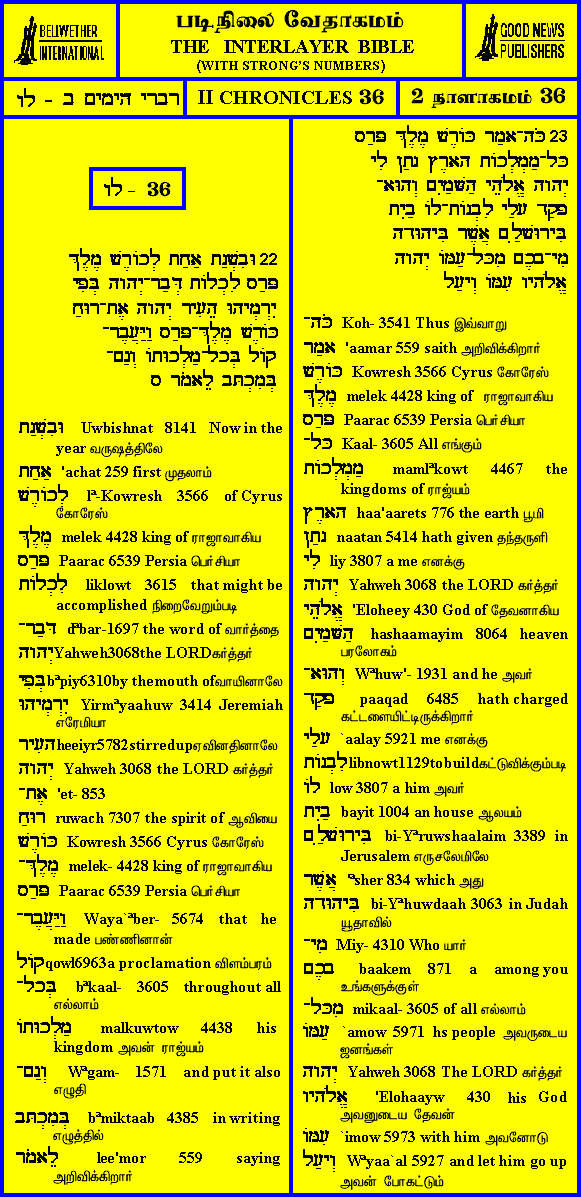 BELLWETHER
INTERNATIONAL
படிநிலை வேதாகமம்
THE INTERLAYER BIBLE
(WITH STRONG'S NUMBERS)
GOOD NEWS
PUBLISHERS
דברי הימים ב - לו
II CHRONICLES 36
2 நாளாகமம் 36
לו - 36
22 וּבִשְׁנַת אַחַת לְכוֹרֶשׁ מֶלֶךְ
פָּרַס לִכְלוֹת דְּבַר־יְהוָה בְּפִי
יִרְמְיָהוּ הֵעִיר יְהוָה אֶת־רוּחַ
כּוֹרֶשׁ מֶלֶךְ־פָּרַס וַיַּעֲבֶר־
קוֹל בְּכָל־מַלְכוּתוֹ וְגַם־
בְּמִכְתָּב לֵאמֹר ס
וּבִשְׁנַת Uwbishnat 8141 Now in the
year வருஷத்திலே
אַחַת 'achat 259 first முதலாம்
לְכוֹרֶשׁ lª-Kowresh 3566 of Cyrus
கோரேஸ்
מֶלֶךְ melek 4428 king of ராஜாவாகிய
פָּרַס Paarac 6539 Persia பெர்சியா
לִכְלוֹת liklowt 3615 that might be
accomplished நிறைவேறும்படி
דְּבַר־ dªbar-1697 the word of வார்த்தை
יְהוָה Yahweh3068the LORDகர்த்தர்
בְּפִי bªpiy6310by themouth ofவாயினாலே
יִרְמְיָהוּ Yirmªyaahuw 3414 Jeremiah
எரேமியா
הֵעִיר heeiyr5782stirredupஏவினதினாலே
יְהוָה Yahweh 3068 the LORD கர்த்தர்
אֶת־ 'et- 853
רוּחַ ruwach 7307 the spirit of ஆவியை
כּוֹרֶשׁ Kowresh 3566 Cyrus கோரேஸ்
מֶלֶךְ־ melek- 4428 king of ராஜாவாகிய
פָּרַס Paarac 6539 Persia பெர்சியா
וַיַּעֲבֶר־ Waya`ªber- 5674 that he
made பண்ணினான்
קוֹל qowl6963a proclamation விளம்பரம்
בְּכָל־ bªkaal- 3605 throughout all
எல்லாம்
מַלְכוּתוֹ malkuwtow 4438 his
kingdom அவன் ராஜ்யம்
וְגַם־ Wªgam- 1571 and put it also
எழுதி
בְּמִכְתָּב bªmiktaab 4385 in writing
எழுத்தில்
לֵאמֹר lee'mor 559 saying
அறிவிக்கிறார்
23 כֹּה־אָמַר כּוֹרֶשׁ מֶלֶךְ פָּרַס
כָּל־מַמְלְכוֹת הָאָרֶץ נָתַן לִי
יְהוָה אֱלֹהֵי הַשָּׁמַיִם וְהוּא־
פָקַד עָלַי לִבְנוֹת־לוֹ בַיִת
בִּירוּשָׁלִַם אֲשֶׁר בִּיהוּדָה
מִי־בָכֶם מִכָּל־עַמּוֹ יְהוָה
אֱלֹהָיו עִמּוֹ וְיָעַל
כֹּה־ Koh- 3541 Thus இவ்வாறு
אָמַר 'aamar 559 saith அறிவிக்கிறார்
כּוֹרֶשׁ Kowresh 3566 Cyrus கோரேஸ்
מֶלֶךְ melek 4428 king of ராஜாவாகிய
פָּרַס Paarac 6539 Persia பெர்சியா
כָּל־ Kaal- 3605 All எங்கும்
מַמְלְכוֹת mamlªkowt 4467 the
kingdoms of ராஜ்யம்
הָאָרֶץ haa'aarets 776 the earth பூமி
נָתַן naatan 5414 hath given தந்தருளி
לִי liy 3807 a me எனக்கு
יְהוָה Yahweh 3068 the LORD கர்த்தர்
אֱלֹהֵי 'Eloheey 430 God of தேவனாகிய
הַשָּׁמַיִם hashaamayim 8064 heaven
பரலோகம்
וְהוּא־ Wªhuw'- 1931 and he அவர்
פָקַד paaqad 6485 hath charged
கட்டளையிட்டிருக்கிறார்
עָלַי `aalay 5921 me எனக்கு
לִבְנוֹת libnowt1129tobuildகட்டுவிக்கும்படி
לוֹ low 3807 a him அவர்
בַיִת bayit 1004 an house ஆலயம்
בִּירוּשָׁלִַם bi-Yªruwshaalaim 3389 in
Jerusalem எருசலேமிலே
אֲשֶׁר ªsher 834 which அது
בִּיהוּדָה bi-Yªhuwdaah 3063 in Judah
யூதாவில்
מִי־ Miy- 4310 Who யார்
בָכֶם baakem 871 a among you
உங்களுக்குள்
מִכָּל־ mikaal- 3605 of all எல்லாம்
עַמּוֹ `amow 5971 hs people அவருடைய
ஜனங்கள்
יְהוָה Yahweh 3068 The LORD கர்த்தர்
אֱלֹהָיו 'Elohaayw 430 his God
அவனுடைய தேவன்
עִמּוֹ `imow 5973 with him அவனோடு
וְיָעַל Wªyaa`al 5927 and let him go up
அவன் போகட்டும்